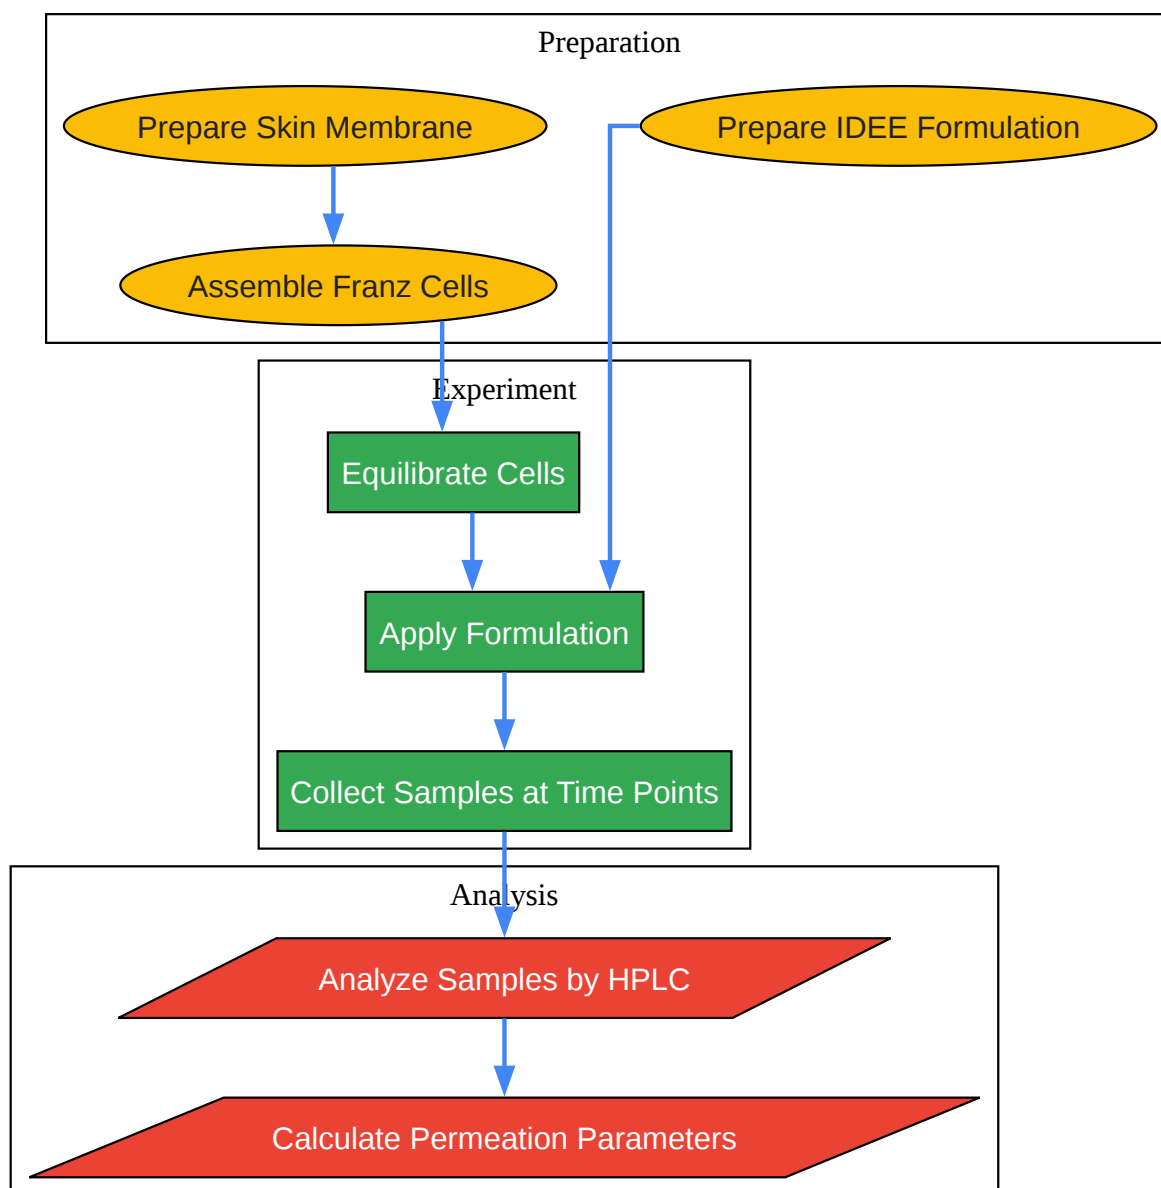 Preparation
Prepare Skin Membrane
Prepare IDEE Formulation
Assemble Franz Cells
Experiment
Equilibrate Cells
Apply Formulation
Collect Samples at Time Points
Analysis
Analyze Samples by HPLC
Calculate Permeation Parameters